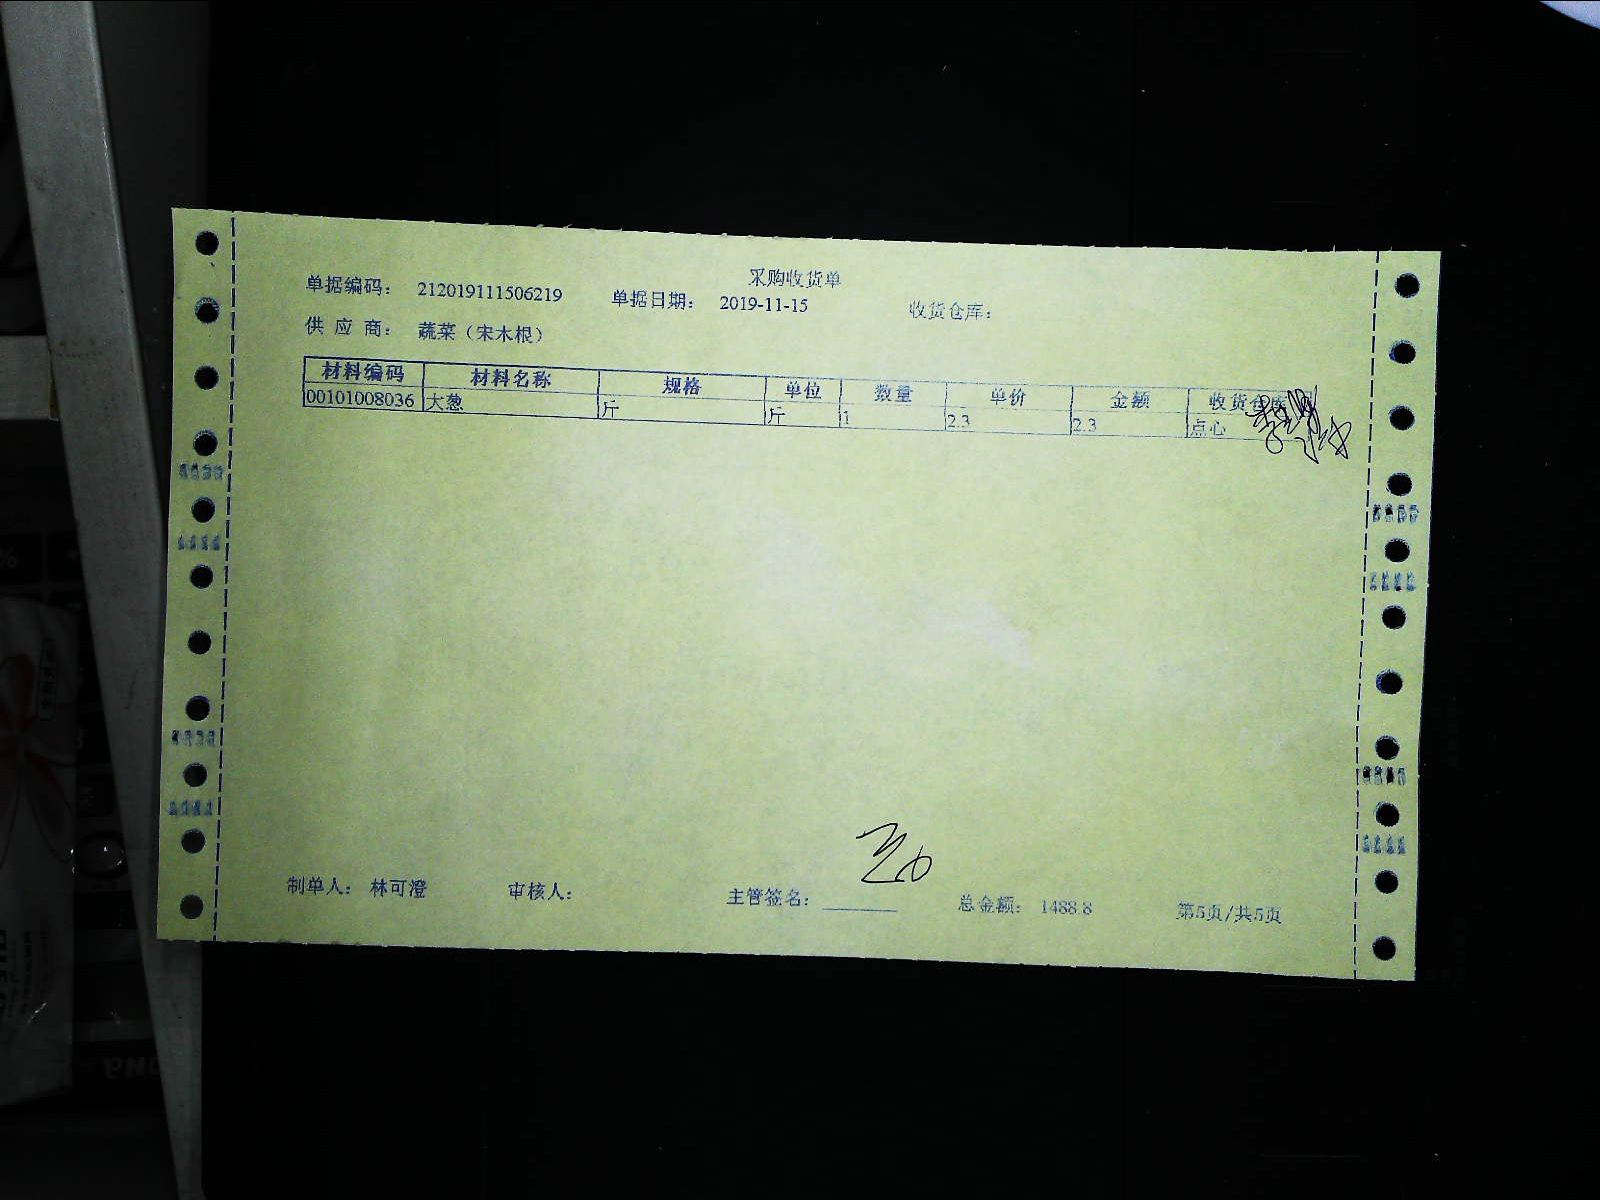 采购收货单
单据编码： 212019111506219 单据日期： 2019-11-15 收货仓库：
供 应 商： 蔬菜（宋木根）
材料编码 材料名称 规格 单位 数量 单价 金额 收货仓库
00101008036 大葱 斤 斤 1 2.3 2.3 点心
制单人： 林可澄 审核人： 主管签名：________ 总金额： 1488.8 第5页/共5页